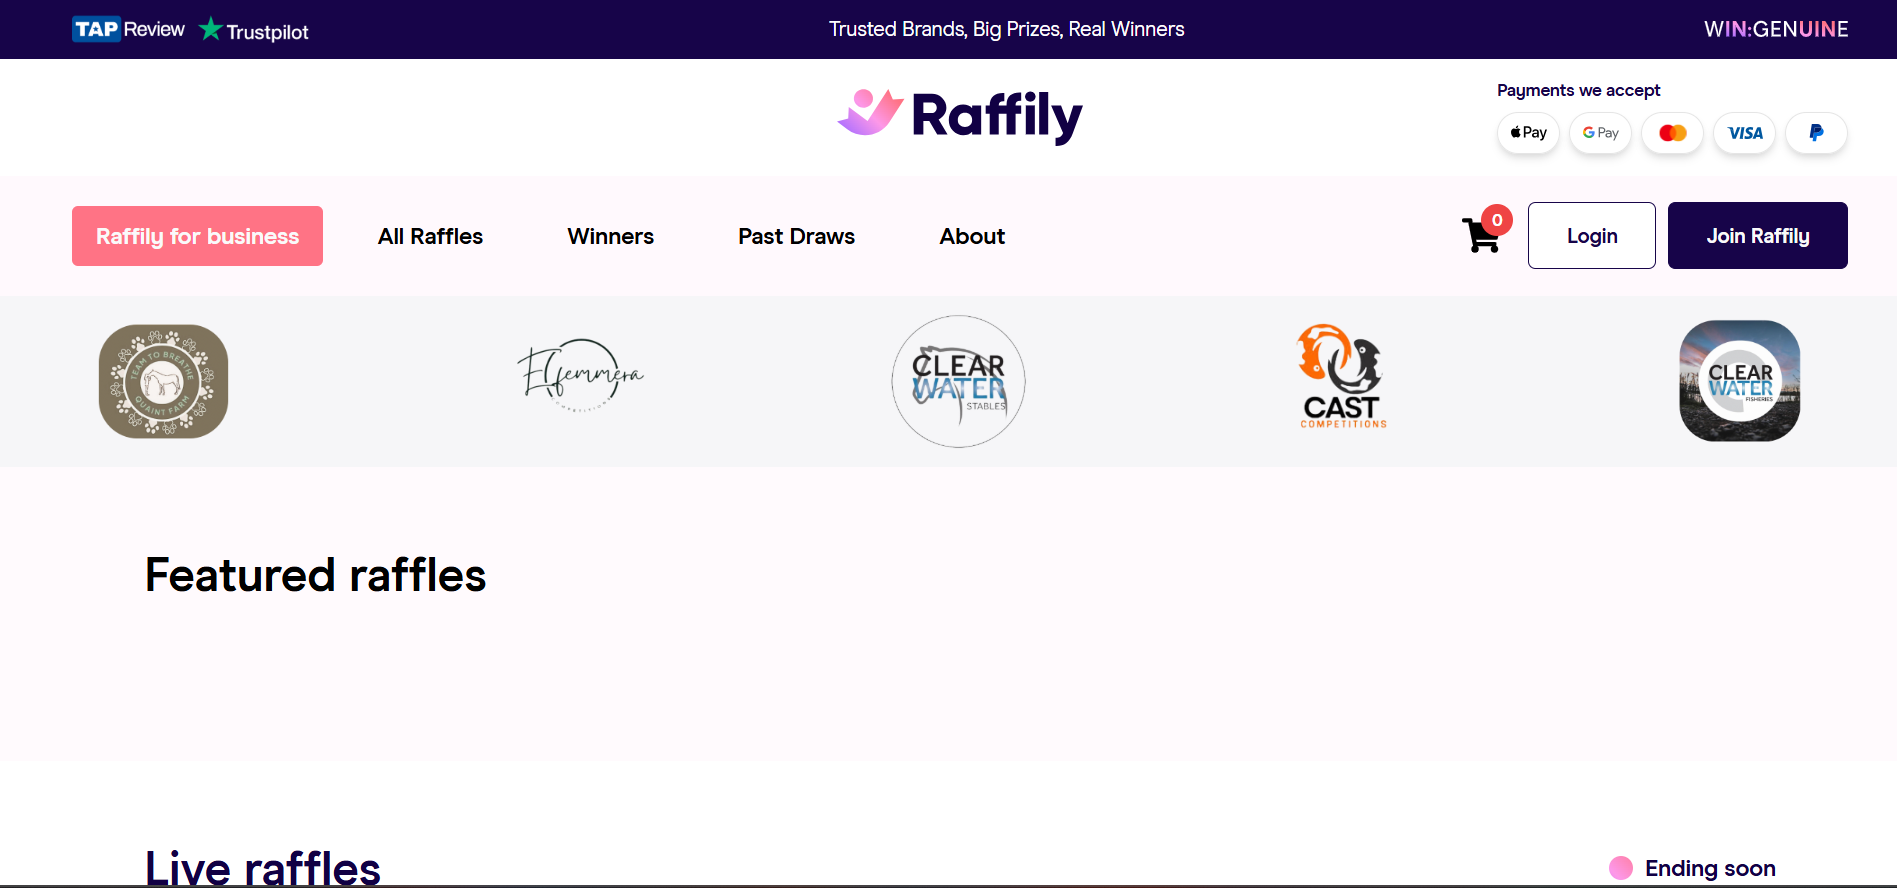 TAP Review Trustpilot
Trusted Brands, Big Prizes, Real Winners
WIN:GENUINE
Raffily
Payments we accept
Pay
G Pay
VISA
Raffily for business
All Raffles
Winners
Past Draws
About
0
Login
Join Raffily
TEAM TO BREATHE
QUAINT FARM
Effemmera
COMPETITIONS
CLEAR
WATER
STABLES
CAST
COMPETITIONS
CLEAR
WATER
FISHERIES
Featured raffles
Live raffles
Ending soon